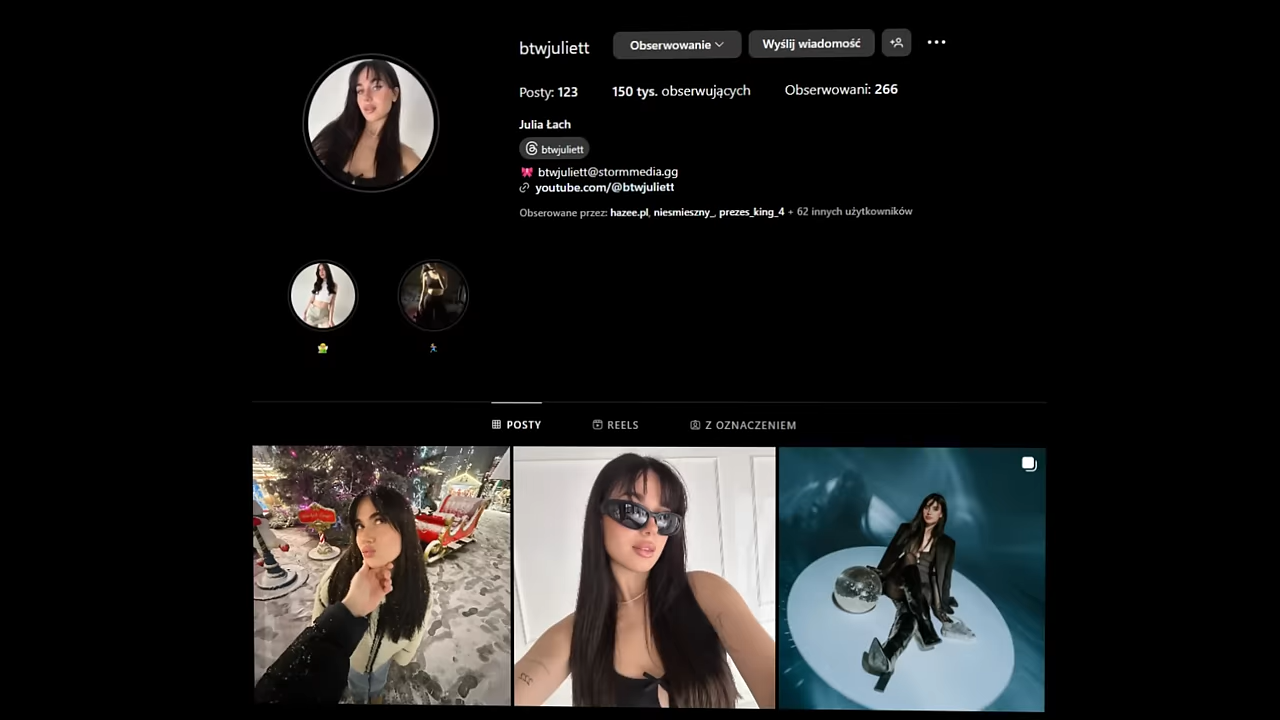 btwjuliett
Obserwowanie
Wyślij wiadomość
Posty: 123
150 tys. obserwujących
Obserwowani: 266
Julia Łach
btwjuliett
btwjuliett@stormmedia.gg
youtube.com/@btwjuliett
Obserowane przez: hazee.pl, niesmieszny_, prezes_king_4 + 62 innych użytkowników
POSTY
REELS
Z OZNACZENIEM